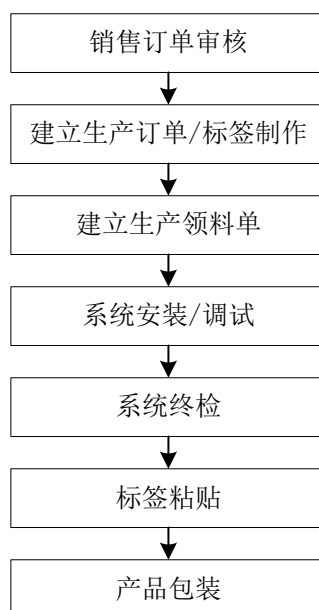 销售订单审核
建立生产订单/标签制作
建立生产领料单
系统安装/调试
系统终检
标签粘贴
产品包装